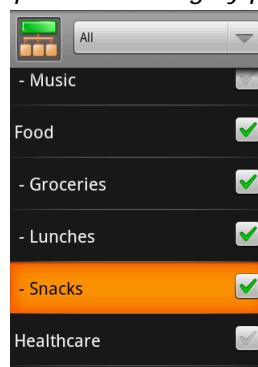 All
- Music
Food
- Groceries
- Lunches
- Snacks
Healthcare